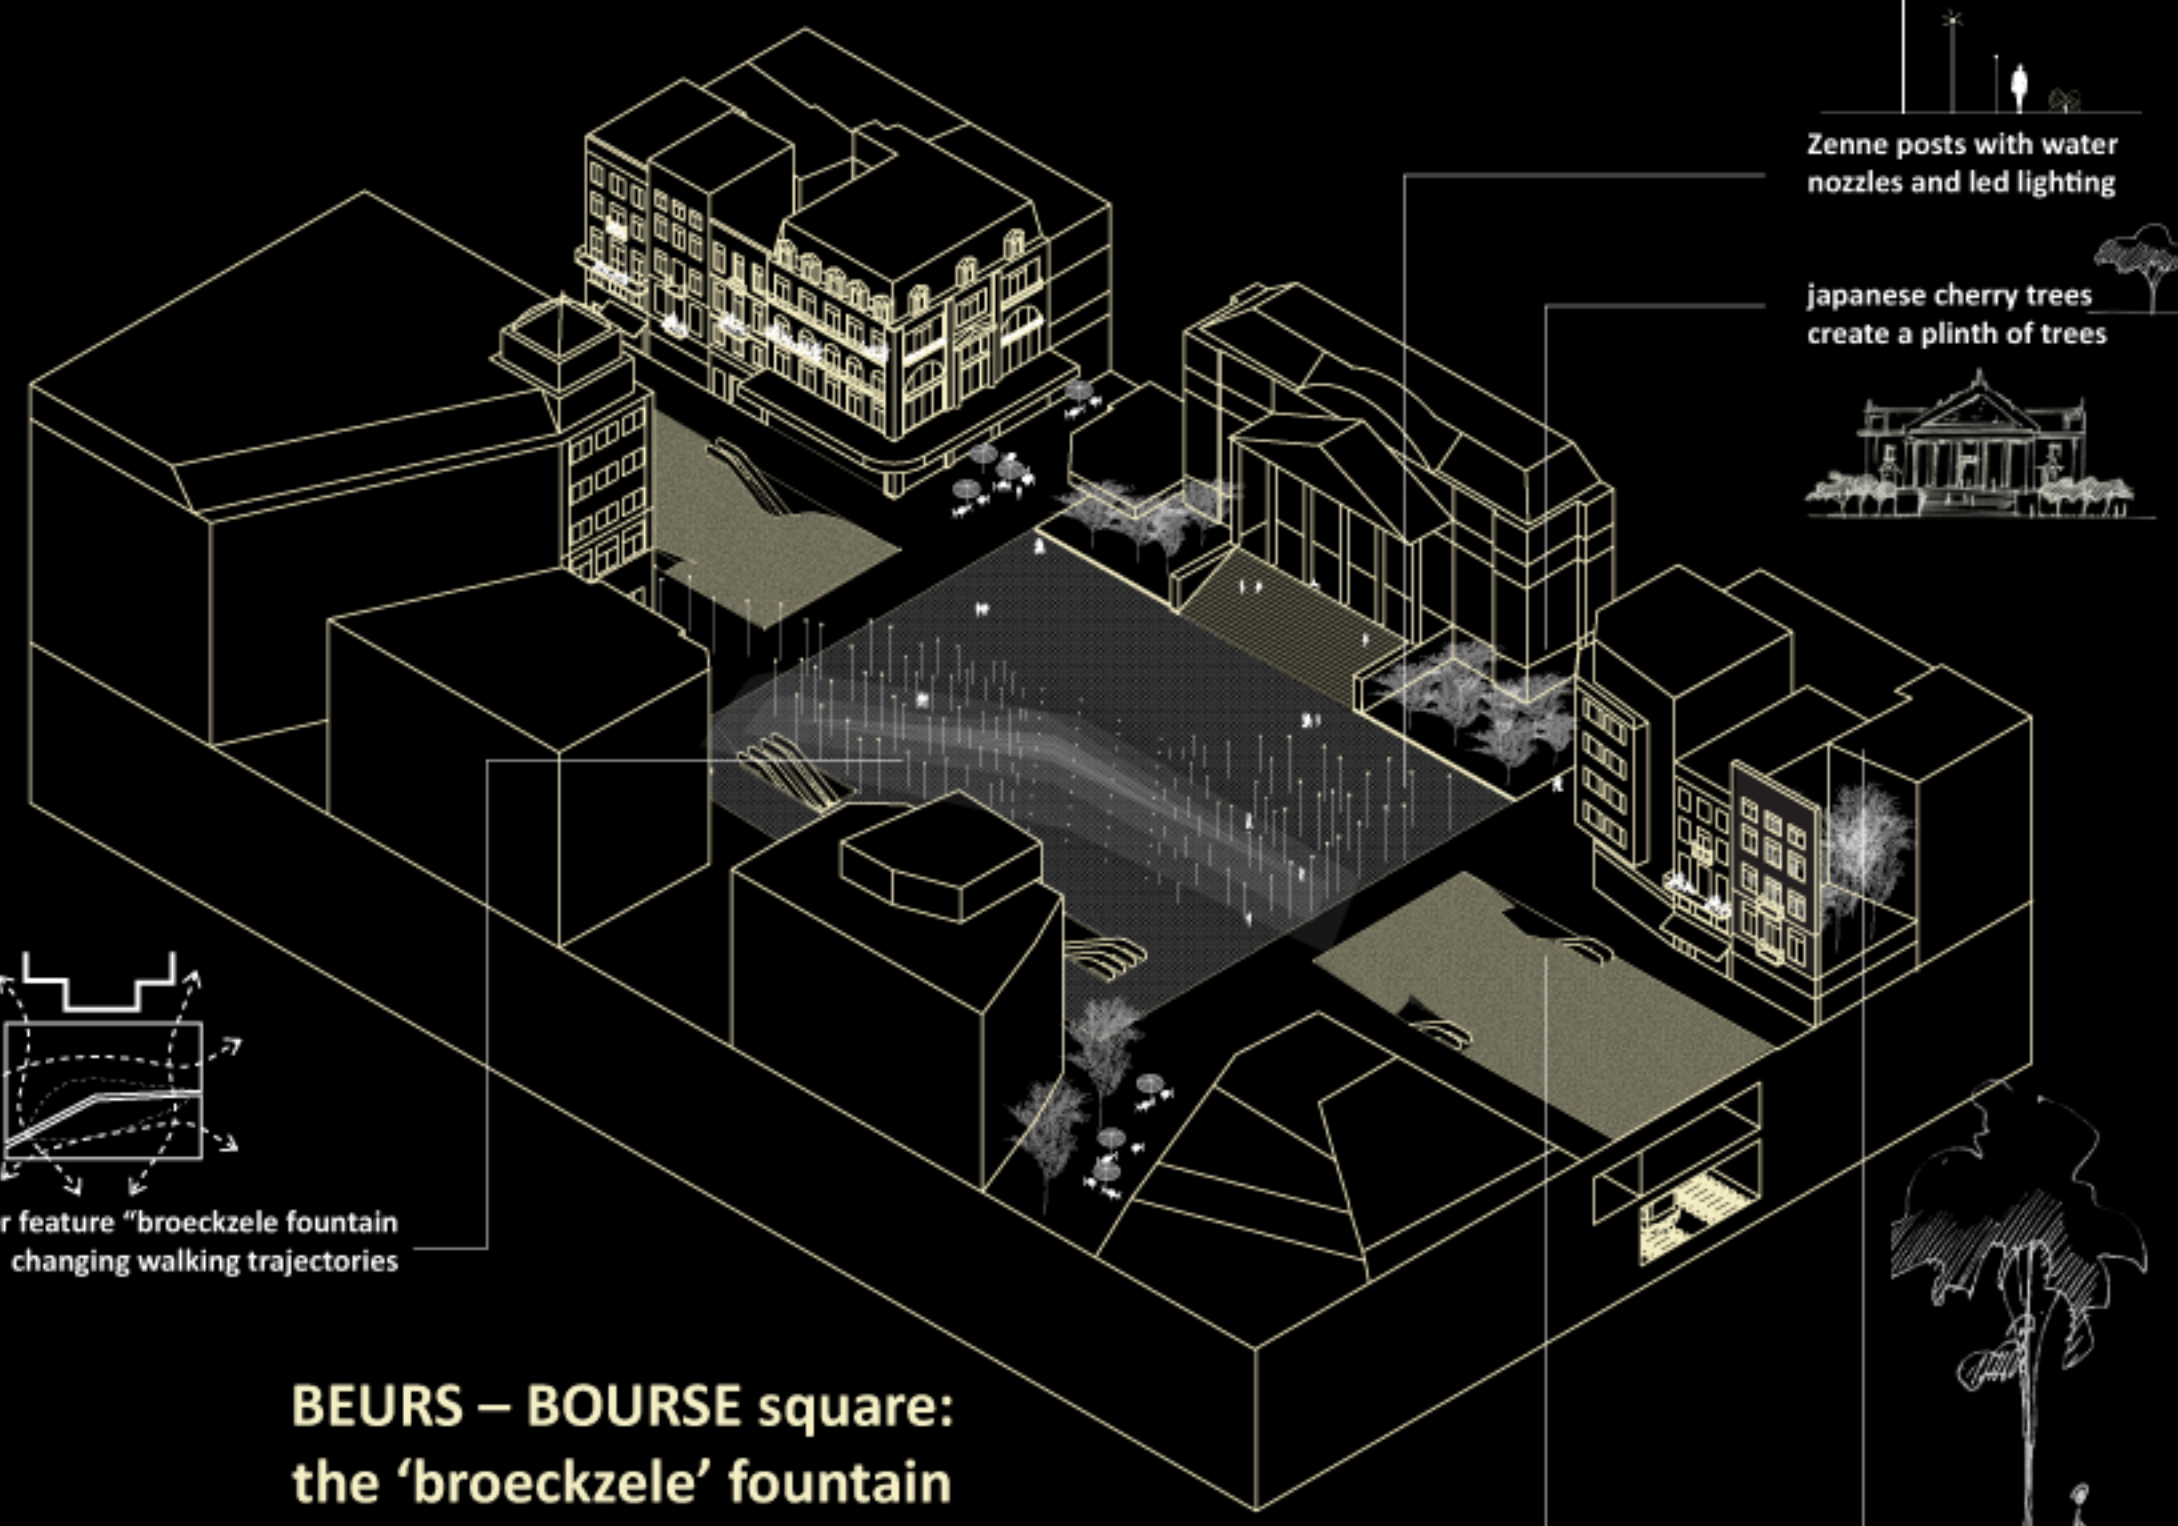 Zenne posts with water
nozzles and led lighting
japanese cherry trees
create a plinth of trees
r feature “broeckzele fountain
changing walking trajectories
BEURS – BOURSE square:
the ‘broeckzele’ fountain